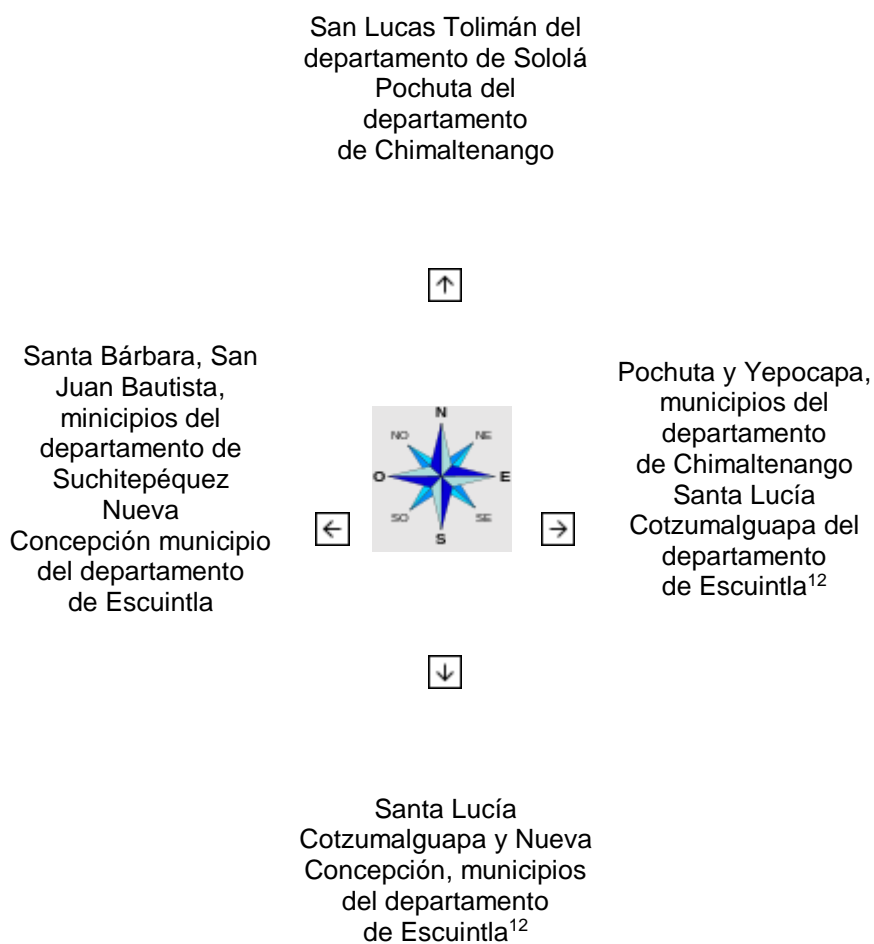 San Lucas Tolimán del
departamento de Sololá
Pochuta del
departamento
de Chimaltenango
Santa Bárbara, San
Juan Bautista,
minicipios del
departamento de
Suchitepéquez
Nueva
Concepción municipio
del departamento
de Escuintla
N
NO NE
O E
SO SE
S
Pochuta y Yepocapa,
municipios del
departamento
de Chimaltenango
Santa Lucía
Cotzumalguapa del
departamento
de Escuintla¹²
Santa Lucía
Cotzumalguapa y Nueva
Concepción, municipios
del departamento
de Escuintla¹²